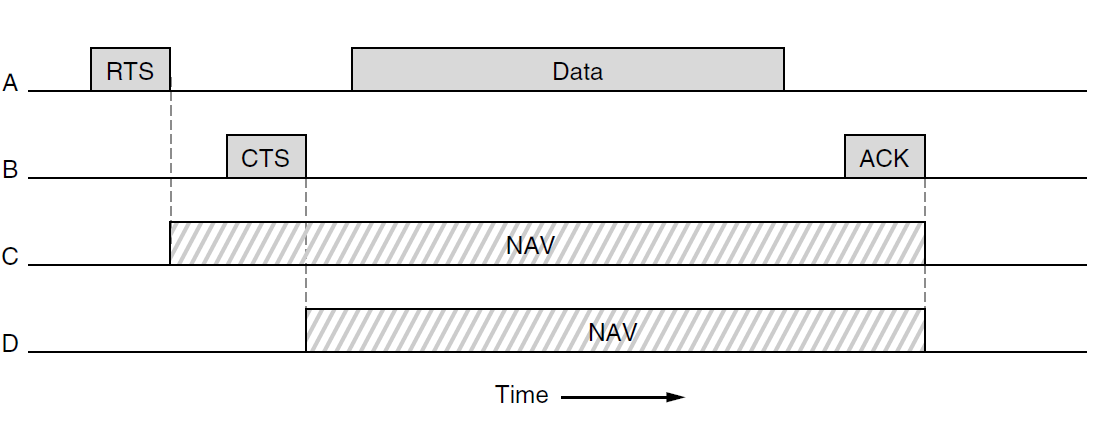 A RTS Data
B CTS ACK
C NAV
D NAV
Time